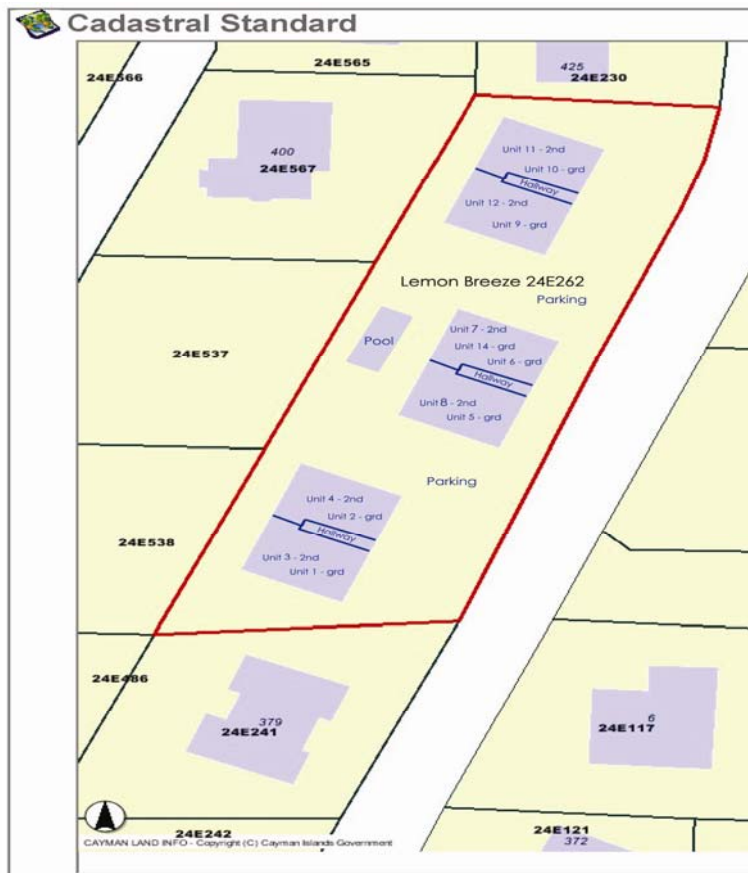 Cadastral Standard
24E566
24E565
425
24E230
400
24E567
Unit 11 - 2nd
Unit 10 - grd
Hallway
Unit 12 - 2nd
Unit 9 - grd
Lemon Breeze 24E262
Parking
Pool
24E537
Unit 7 - 2nd
Unit 14 - grd
Unit 6 - grd
Hallway
Unit 8 - 2nd
Unit 5 - grd
Parking
Unit 4 - 2nd
Unit 2 - grd
Hallway
Unit 3 - 2nd
Unit 1 - grd
24E538
24E486
379
24E241
6
24E117
24E242
24E121
372
CAYMAN LAND INFO - Copyright (C) Cayman Islands Government